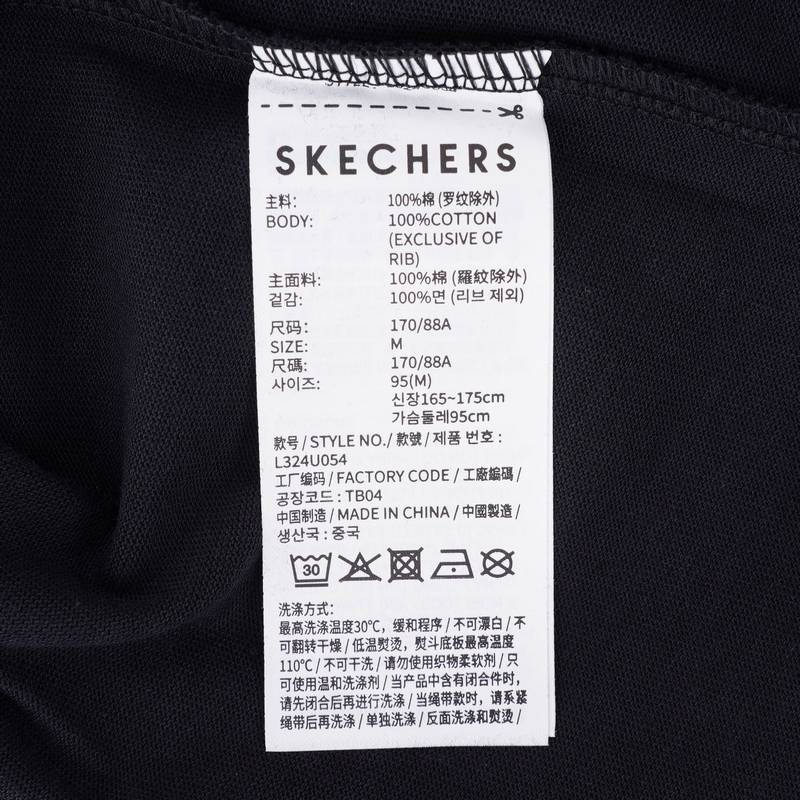 SKECHERS
主料: 100%棉 (罗纹除外)
BODY: 100%COTTON
(EXCLUSIVE OF
RIB)
主面料: 100%棉 (羅紋除外)
겉감: 100%면 (리브 제외)
尺码: 170/88A
SIZE: M
尺碼: 170/88A
사이즈: 95(M)
신장165~175cm
가슴둘레95cm
款号 / STYLE NO./ 款號 / 제품 번호 :
L324U054
工厂编码 / FACTORY CODE / 工廠編碼 /
공장코드 : TB04
中国制造 / MADE IN CHINA / 中國製造 /
생산국 : 중국
30
洗涤方式:
最高洗涤温度30℃，缓和程序 / 不可漂白 / 不
可翻转干燥 / 低温熨烫，熨斗底板最高温度
110℃ / 不可干洗 / 请勿使用织物柔软剂 / 只
可使用温和洗涤剂 / 当产品中含有闭合件时，
请先闭合后再进行洗涤 / 当绳带款时，请系紧
绳带后再洗涤 / 单独洗涤 / 反面洗涤和熨烫 /